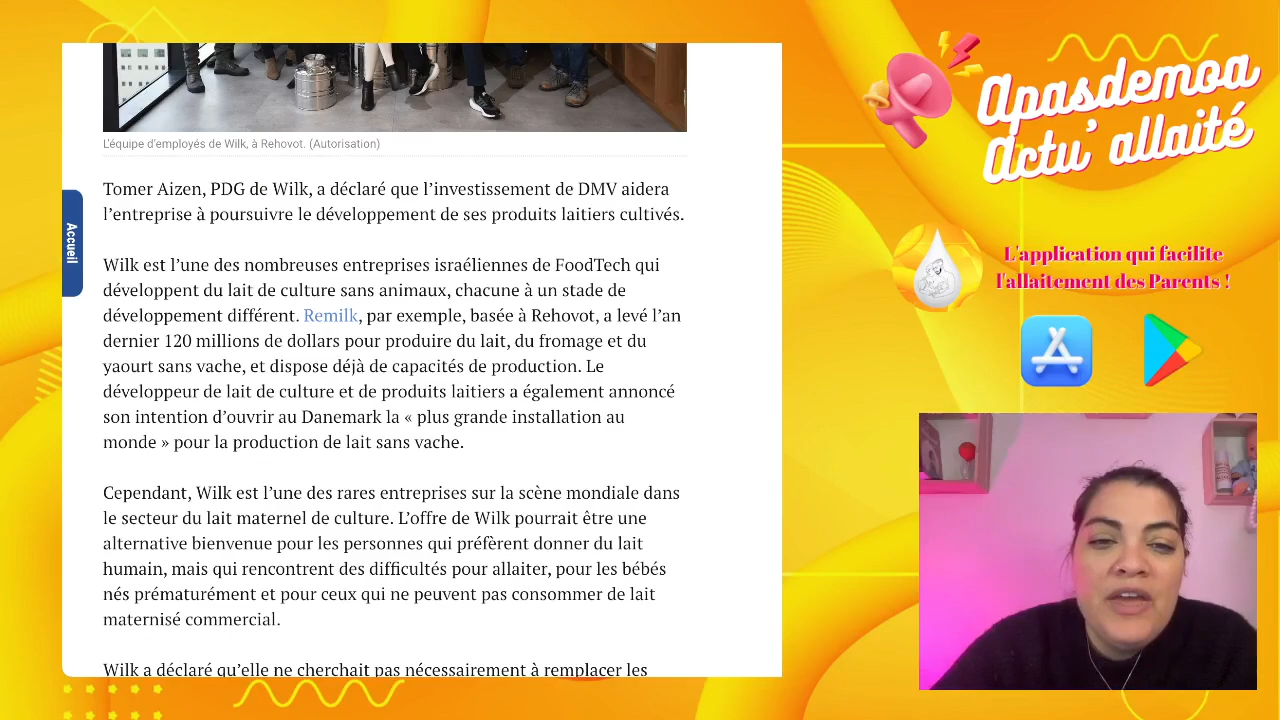 L'équipe d'employés de Wilk, à Rehovot. (Autorisation)
Tomer Aizen, PDG de Wilk, a déclaré que l'investissement de DMV aidera
l'entreprise à poursuivre le développement de ses produits laitiers cultivés.
Accueil
Wilk est l'une des nombreuses entreprises israéliennes de FoodTech qui
développent du lait de culture sans animaux, chacune à un stade de
développement différent. Remilk, par exemple, basée à Rehovot, a levé l'an
dernier 120 millions de dollars pour produire du lait, du fromage et du
yaourt sans vache, et dispose déjà de capacités de production. Le
développeur de lait de culture et de produits laitiers a également annoncé
son intention d'ouvrir au Danemark la « plus grande installation au
monde » pour la production de lait sans vache.
Cependant, Wilk est l'une des rares entreprises sur la scène mondiale dans
le secteur du lait maternel de culture. L'offre de Wilk pourrait être une
alternative bienvenue pour les personnes qui préfèrent donner du lait
humain, mais qui rencontrent des difficultés pour allaiter, pour les bébés
nés prématurément et pour ceux qui ne peuvent pas consommer de lait
maternisé commercial.
Wilk a déclaré qu'elle ne cherchait pas nécessairement à remplacer les
Apasdemoa
Actu' allaité
L'application qui facilite
l'allaitement des Parents !